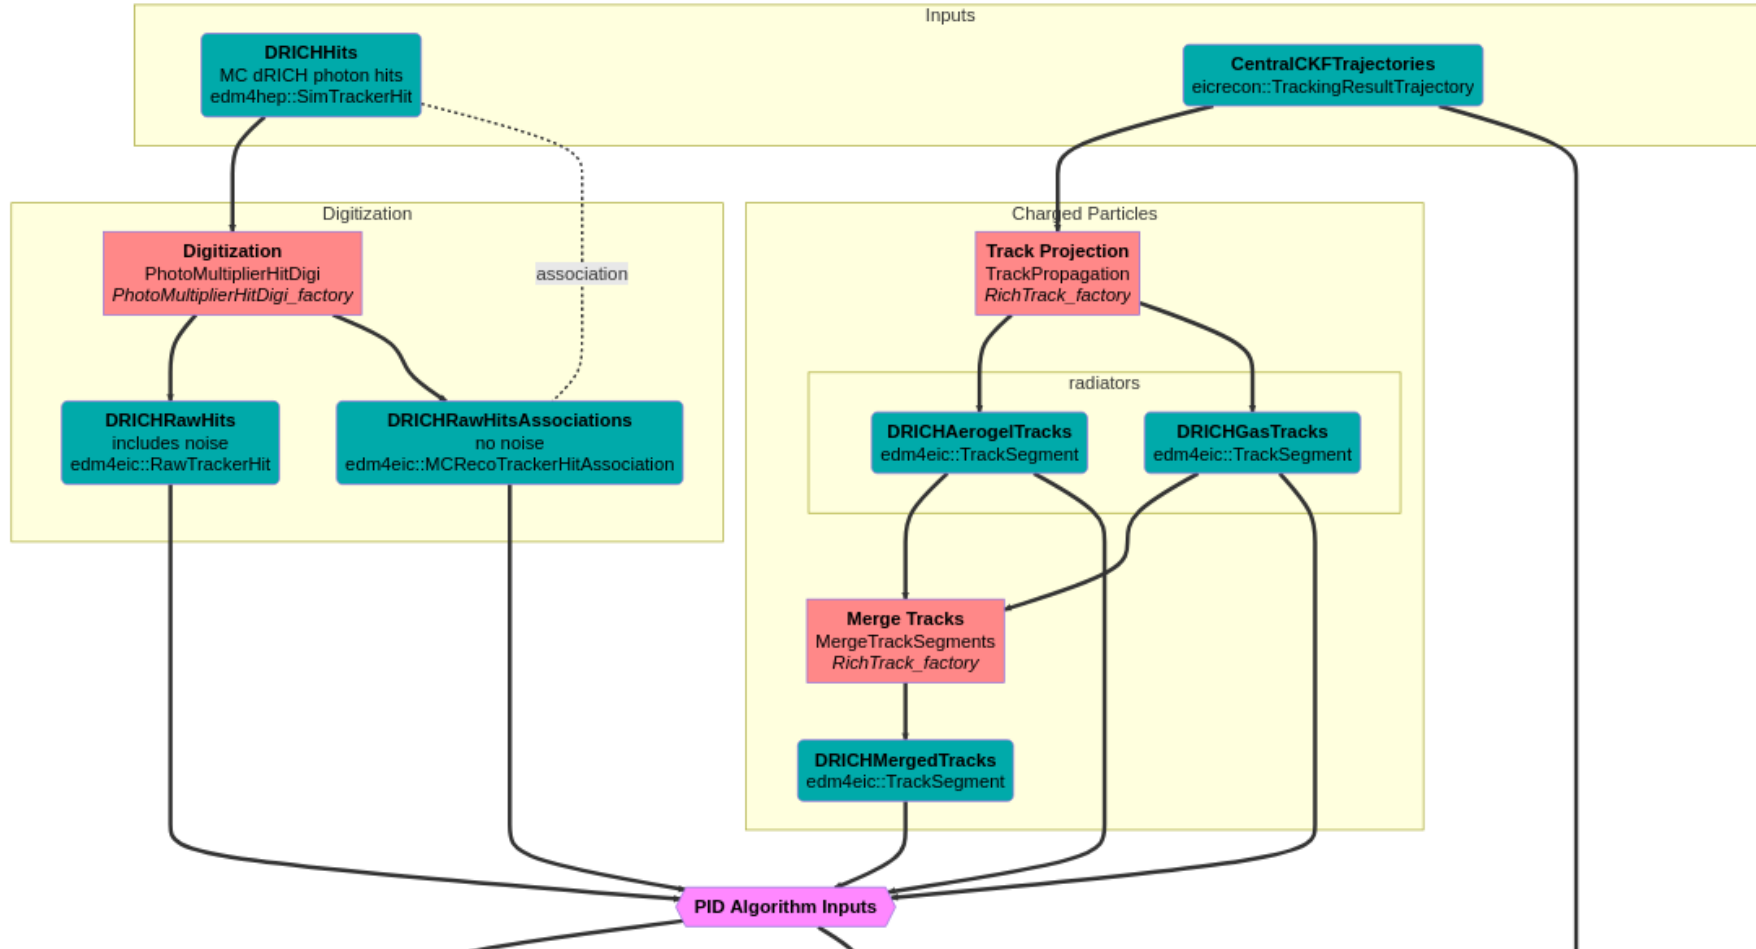 Inputs
DRICHHits
MC dRICH photon hits
edm4hep::SimTrackerHit
CentralCKFTrajectories
eicrecon::TrackingResultTrajectory
Digitization
Digitization
PhotoMultiplierHitDigi
PhotoMultiplierHitDigi_factory
association
DRICHRawHits
includes noise
edm4eic::RawTrackerHit
DRICHRawHitsAssociations
no noise
edm4eic::MCRecoTrackerHitAssociation
Charged Particles
Track Projection
TrackPropagation
RichTrack_factory
radiators
DRICHAerogelTracks
edm4eic::TrackSegment
DRICHGasTracks
edm4eic::TrackSegment
Merge Tracks
MergeTrackSegments
RichTrack_factory
DRICHMergedTracks
edm4eic::TrackSegment
PID Algorithm Inputs